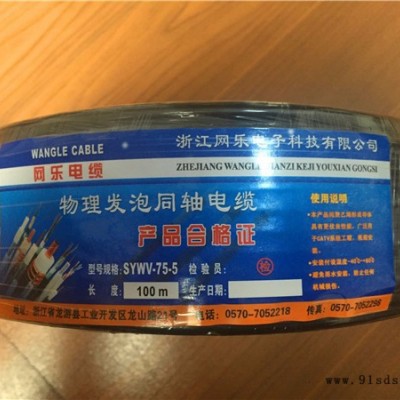 WANGLE CABLE
网乐电缆
浙江网乐电子科技有限公司
ZHEJIANG WANGLE DIANZI KEJI YOUXIAN GONGSI
物理发泡同轴电缆
产品合格证
型号规格: SYWV-75-5 检验员: 检
长度: 100m 生产日期:
使用说明
地址: 浙江省龙游县工业开发区龙山路21号 电话: 0570-7052218 传真: 0570-7052298
www.91sds